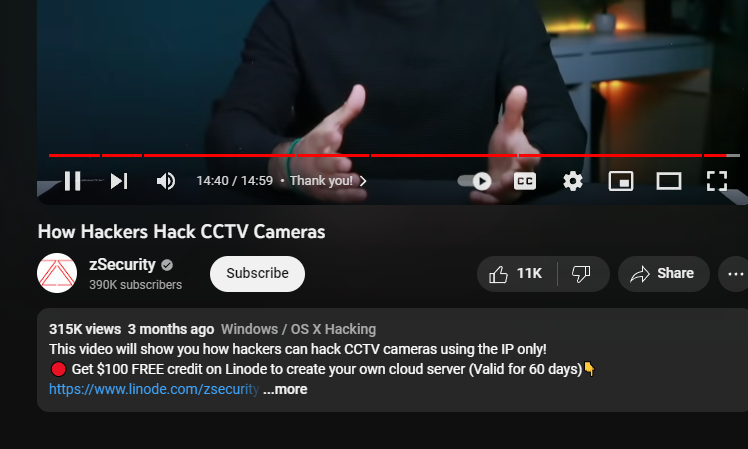 14:40 / 14:59 • Thank you!
CC
How Hackers Hack CCTV Cameras
zSecurity
390K subscribers
Subscribe
11K
Share
315K views 3 months ago Windows / OS X Hacking
This video will show you how hackers can hack CCTV cameras using the IP only!
🔴 Get $100 FREE credit on Linode to create your own cloud server (Valid for 60 days)👇
https://www.linode.com/zsecurity ...more